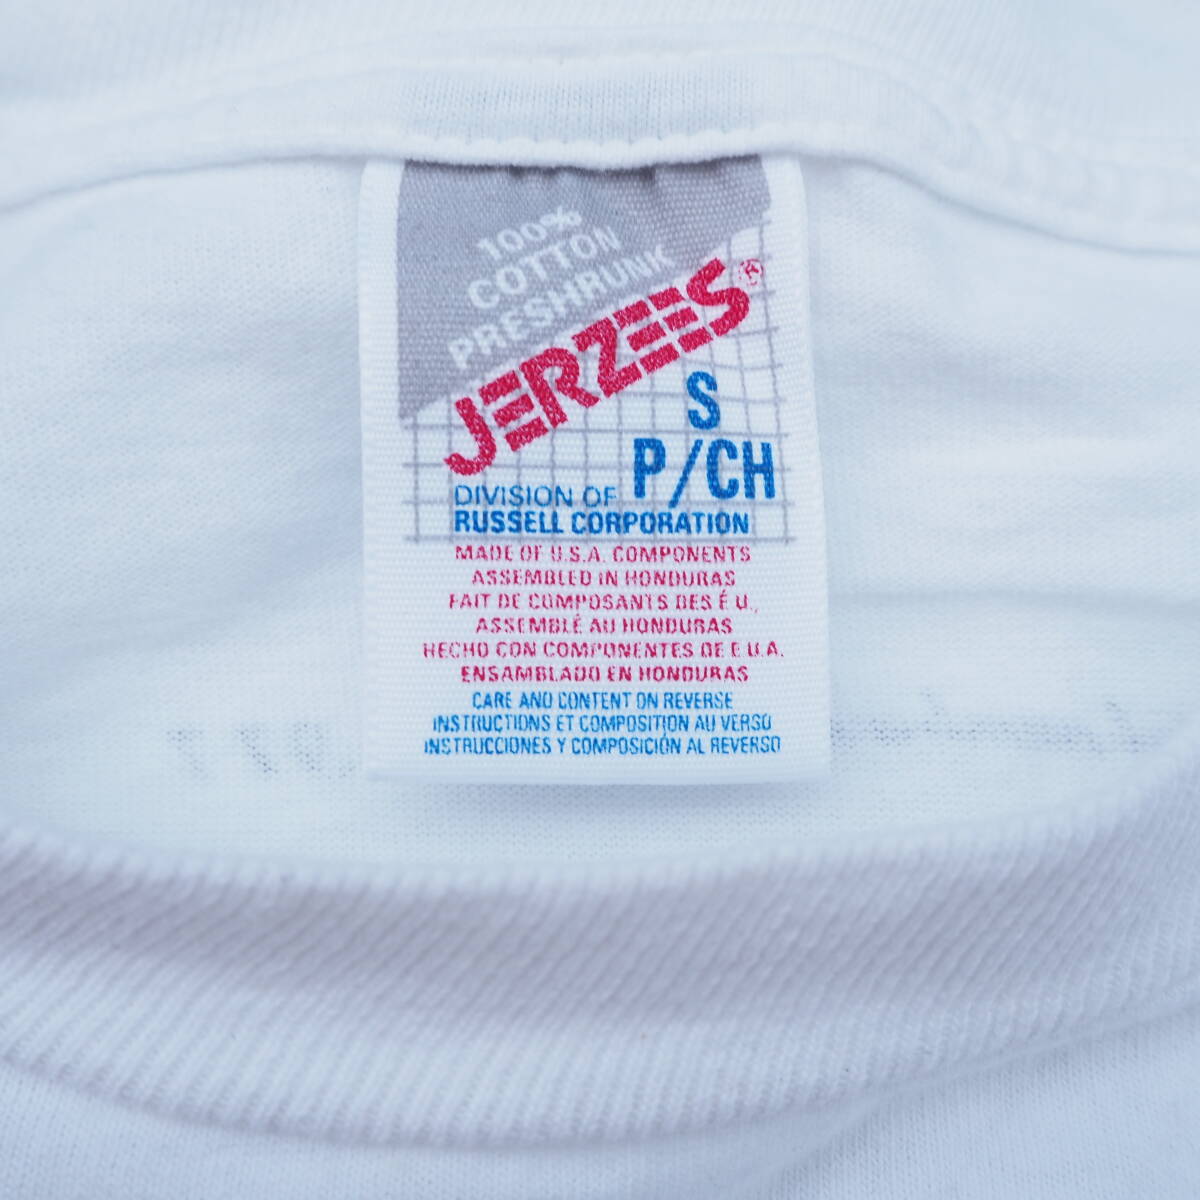 100%
COTTON
PRESHRUNK
JERZEES®
S
P/CH
DIVISION OF
RUSSELL CORPORATION
MADE OF U.S.A. COMPONENTS
ASSEMBLED IN HONDURAS
FAIT DE COMPOSANTS DES É.U.,
ASSEMBLÉ AU HONDURAS
HECHO CON COMPONENTES DE E.U.A.
ENSAMBLADO EN HONDURAS
CARE AND CONTENT ON REVERSE
INSTRUCTIONS ET COMPOSITION AU VERSO
INSTRUCCIONES Y COMPOSICIÓN AL REVERSO